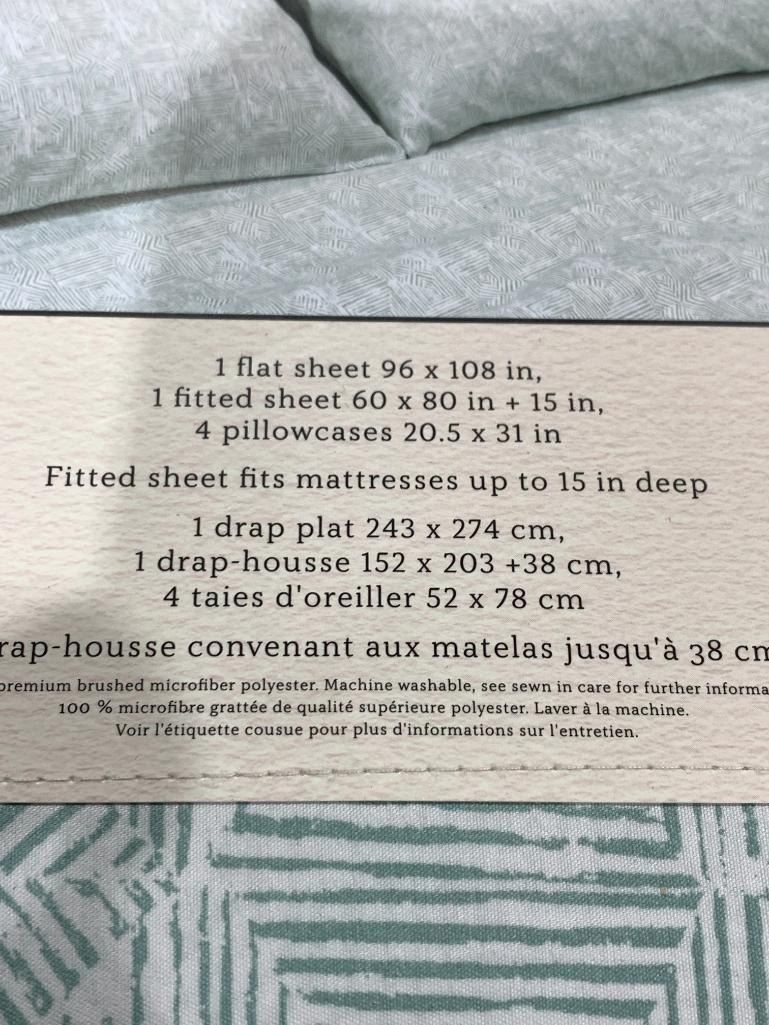 1 flat sheet 96 x 108 in,
1 fitted sheet 60 x 80 in + 15 in,
4 pillowcases 20.5 x 31 in
Fitted sheet fits mattresses up to 15 in deep
1 drap plat 243 x 274 cm,
1 drap-housse 152 x 203 +38 cm,
4 taies d'oreiller 52 x 78 cm
rap-housse convenant aux matelas jusqu'à 38 cm
premium brushed microfiber polyester. Machine washable, see sewn in care for further informa
100 % microfibre grattée de qualité supérieure polyester. Laver à la machine.
Voir l'étiquette cousue pour plus d'informations sur l'entretien.